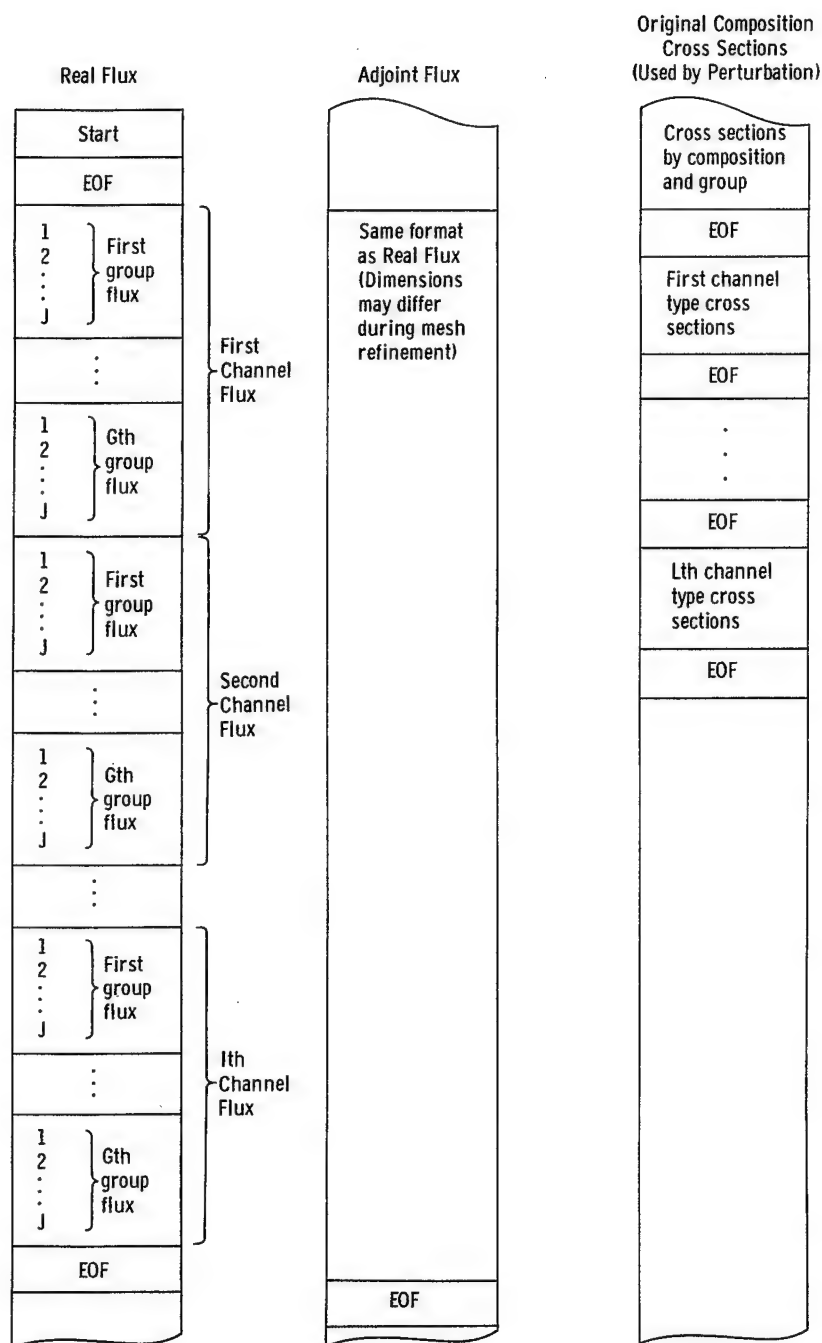 Real Flux
Start
EOF
1
2
J
First
group
flux
1
2
J
Gth
group
flux
First
Channel
Flux
1
2
J
First
group
flux
1
2
J
Gth
group
flux
Second
Channel
Flux
1
2
J
First
group
flux
1
2
J
Gth
group
flux
Ith
Channel
Flux
EOF
Adjoint Flux
Same format
as Real Flux
(Dimensions
may differ
during mesh
refinement)
EOF
Original Composition
Cross Sections
(Used by Perturbation)
Cross sections
by composition
and group
EOF
First channel
type cross
sections
EOF
EOF
Lth channel
type cross
sections
EOF